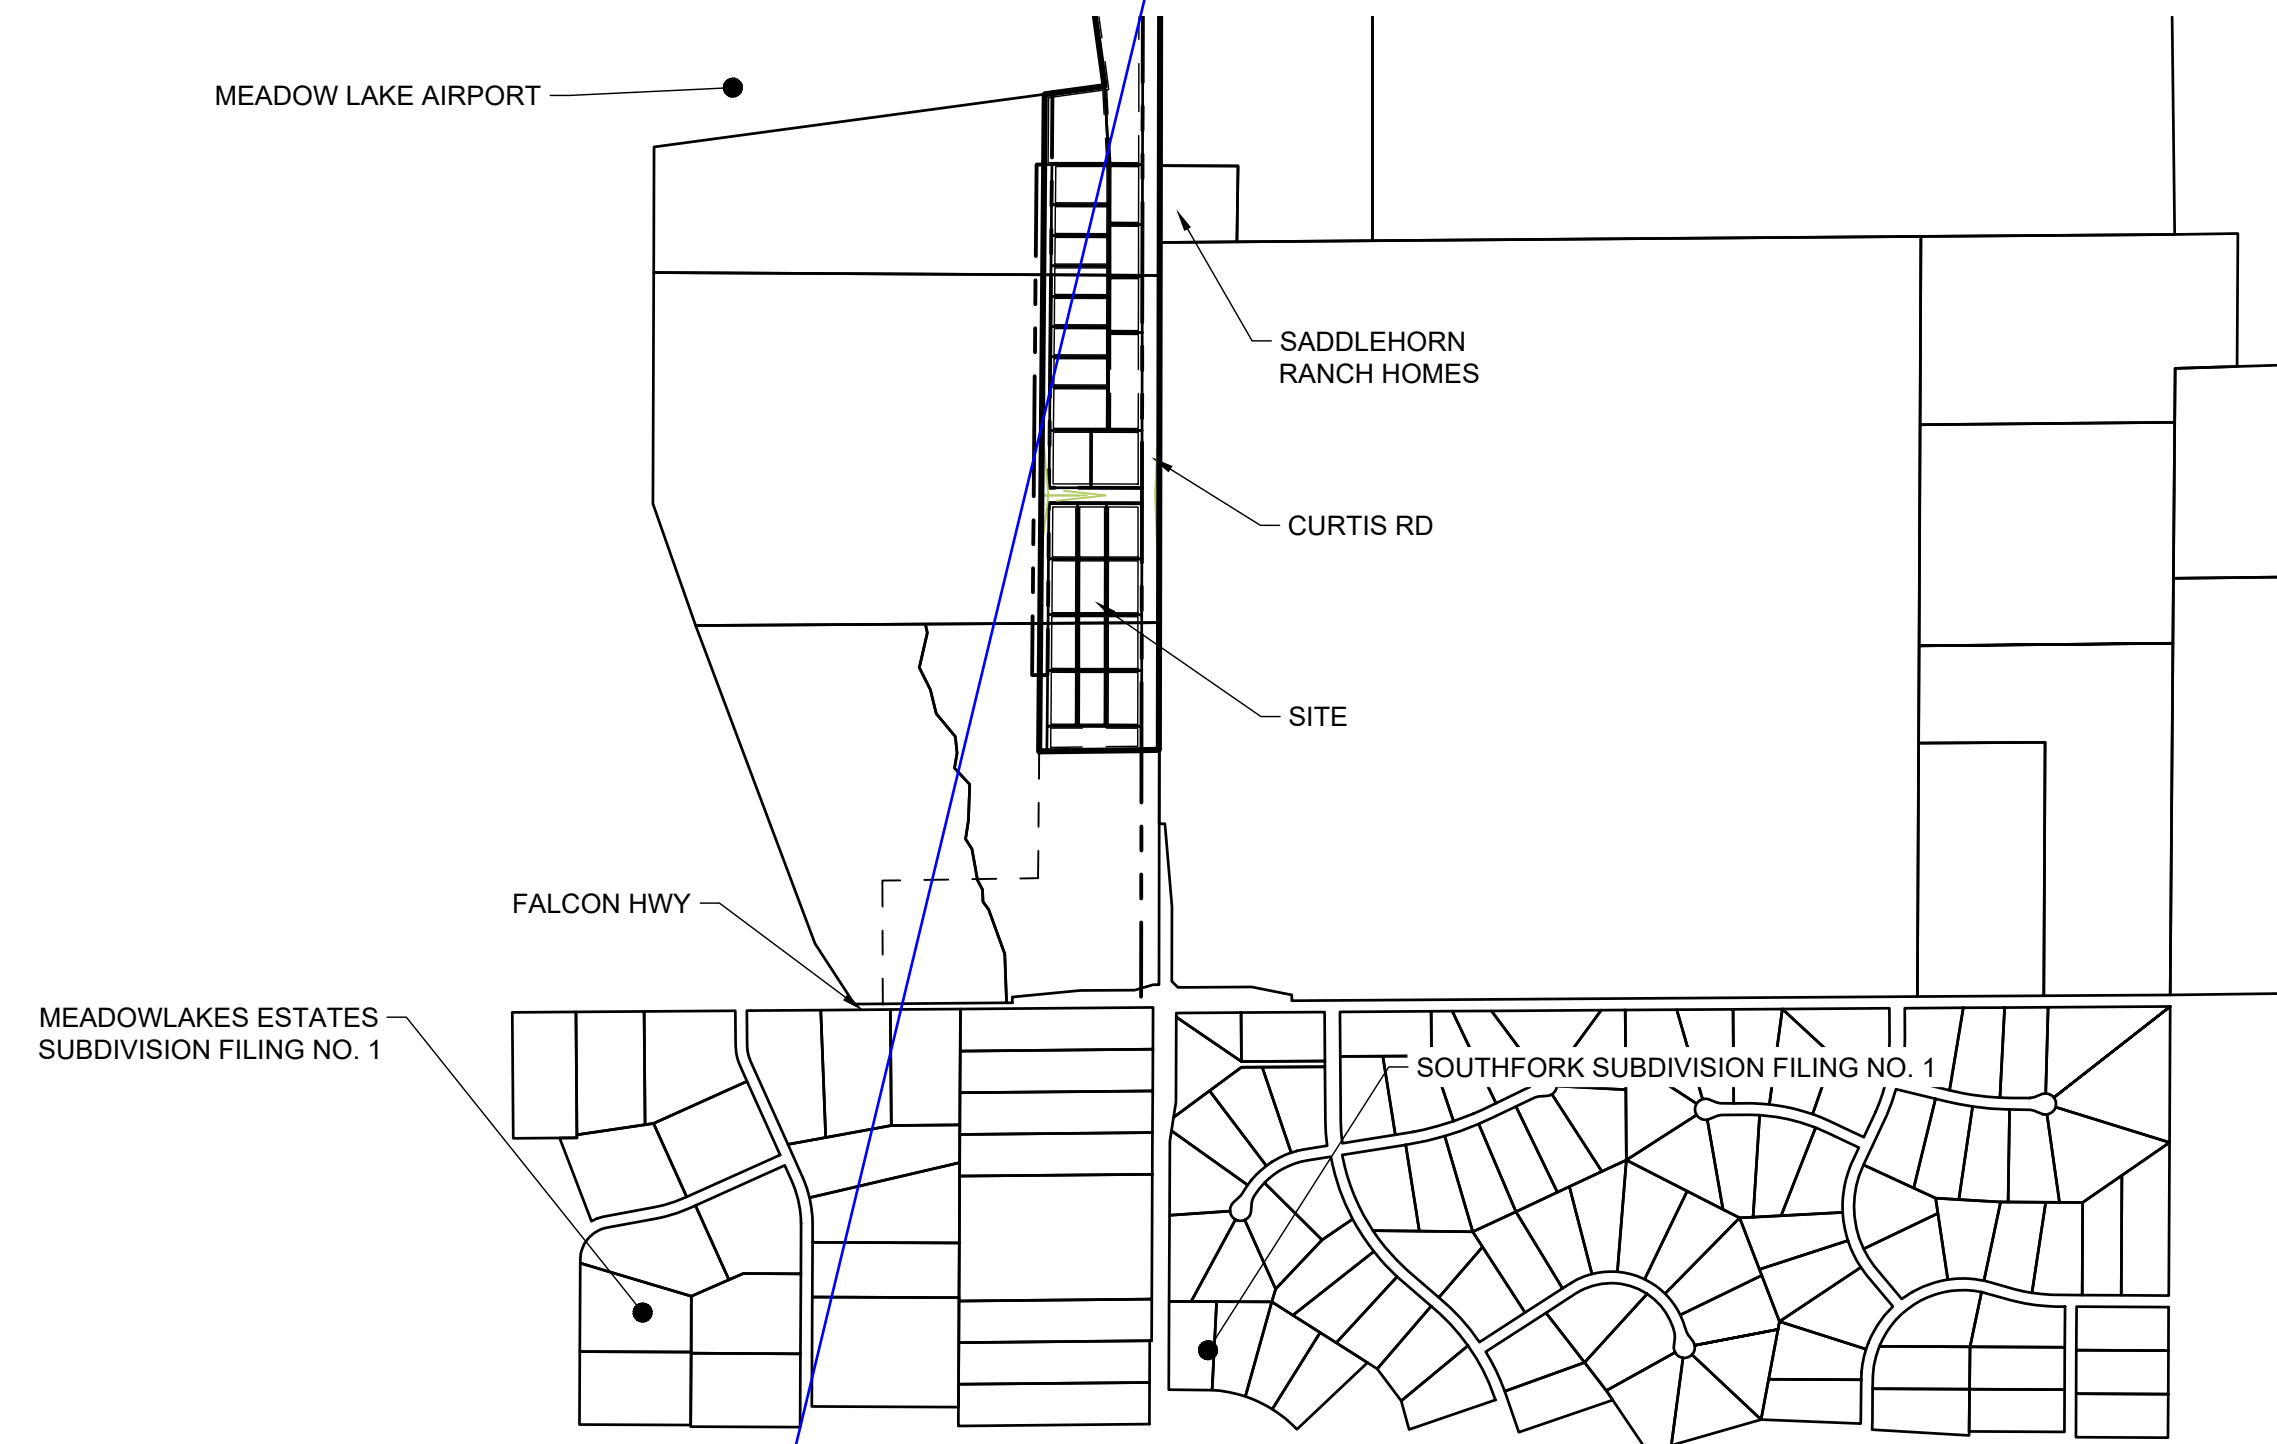 MEADOW LAKE AIRPORT
SADDLEHORN
RANCH HOMES
CURTIS RD
SITE
FALCON HWY
MEADOWLAKES ESTATES
SUBDIVISION FILING NO. 1
SOUTHFORK SUBDIVISION FILING NO. 1